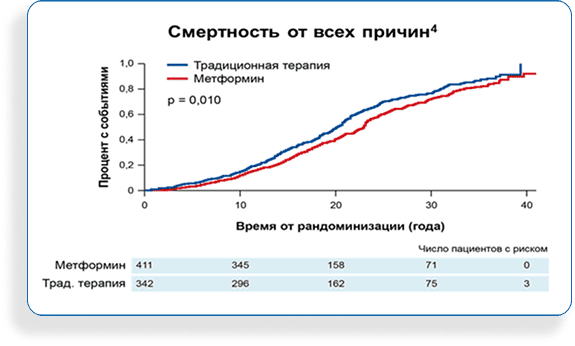 Смертность от всех причин⁴
Традиционная терапия
Метформин
p = 0,010
Процент с событиями
1,0
0,8
0,6
0,4
0,2
0
0 10 20 30 40
Время от рандоминизации (года)
Число пациентов с риском
Метформин 411 345 158 71 0
Трад. терапия 342 296 162 75 3